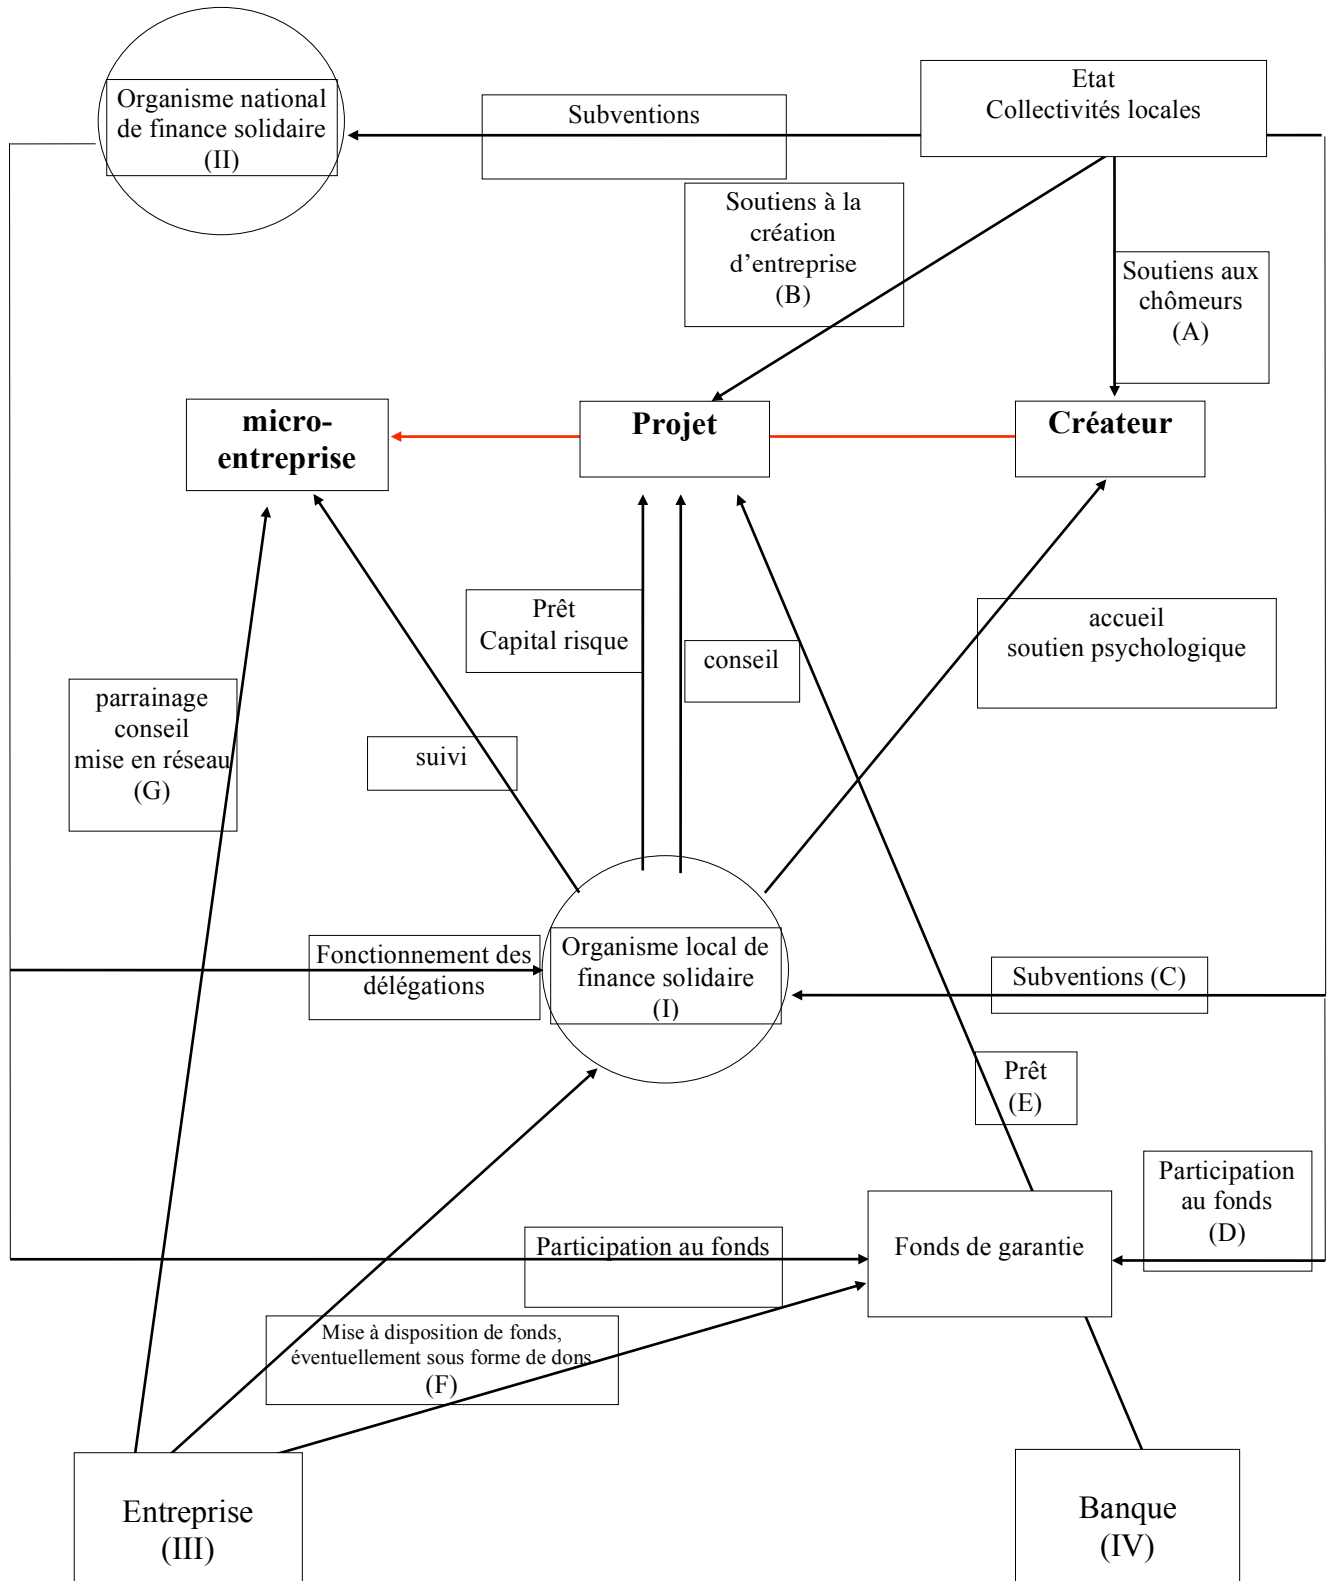 Organisme national
de finance solidaire
(II)
Subventions
Etat
Collectivités locales
Soutiens à la
création
d’entreprise
(B)
Soutiens aux
chômeurs
(A)
micro-
entreprise
Projet
Créateur
Prêt
Capital risque
conseil
accueil
soutien psychologique
parrainage
conseil
mise en réseau
(G)
suivi
Fonctionnement des
délégations
Organisme local de
finance solidaire
(I)
Subventions (C)
Prêt
(E)
Participation
au fonds
(D)
Participation au fonds
Fonds de garantie
Mise à disposition de fonds,
éventuellement sous forme de dons
(F)
Entreprise
(III)
Banque
(IV)